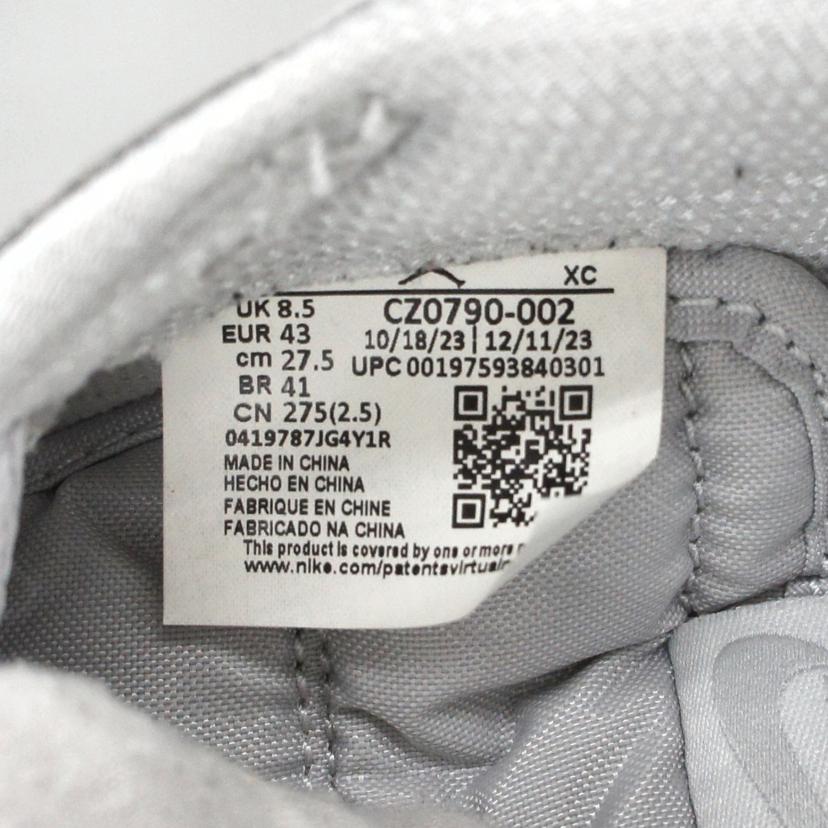 XC
UK 8.5
EUR 43
cm 27.5
BR 41
CN 275(2.5)
CZ0790-002
10/18/23 | 12/11/23
UPC 00197593840301
0419787JG4Y1R
MADE IN CHINA
HECHO EN CHINA
FABRIQUE EN CHINE
FABRICADO NA CHINA
This product is covered by one or more
www.nike.com/patents